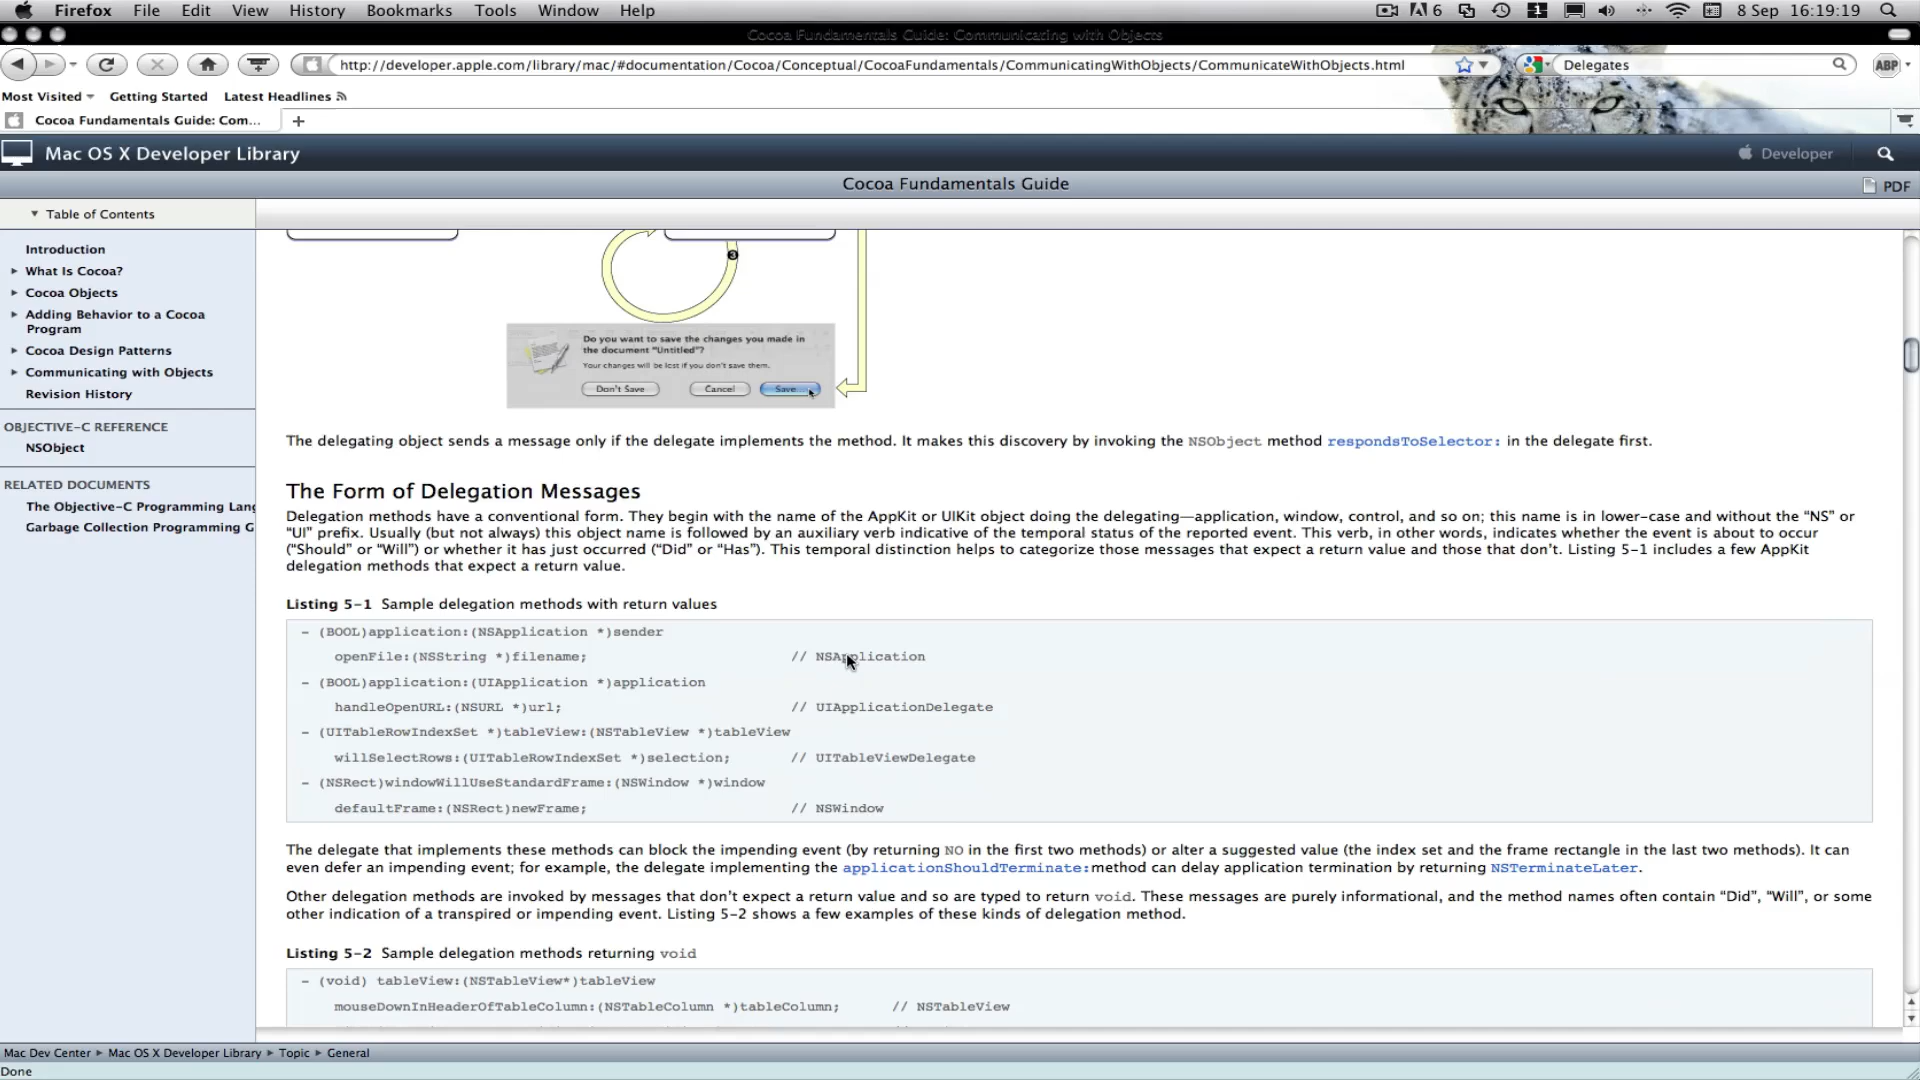 Firefox File Edit View History Bookmarks Tools Window Help 6 1 8 Sep 16:19:19
Cocoa Fundamentals Guide: Communicating with Objects
http://developer.apple.com/library/mac/#documentation/Cocoa/Conceptual/CocoaFundamentals/CommunicatingWithObjects/CommunicateWithObjects.html Delegates ABP
Most Visited Getting Started Latest Headlines
Cocoa Fundamentals Guide: Com... +
Mac OS X Developer Library Developer
Cocoa Fundamentals Guide PDF
Table of Contents
Introduction
What Is Cocoa?
Cocoa Objects
Adding Behavior to a Cocoa
Program
Cocoa Design Patterns
Communicating with Objects
Revision History
OBJECTIVE-C REFERENCE
NSObject
RELATED DOCUMENTS
The Objective-C Programming Lang
Garbage Collection Programming G
3
Do you want to save the changes you made in
the document "Untitled"?
Your changes will be lost if you don't save them.
Don't Save Cancel Save
The delegating object sends a message only if the delegate implements the method. It makes this discovery by invoking the NSObject method respondsToSelector: in the delegate first.
The Form of Delegation Messages
Delegation methods have a conventional form. They begin with the name of the AppKit or UIKit object doing the delegating—application, window, control, and so on; this name is in lower-case and without the “NS” or
“UI” prefix. Usually (but not always) this object name is followed by an auxiliary verb indicative of the temporal status of the reported event. This verb, in other words, indicates whether the event is about to occur
(“Should” or “Will”) or whether it has just occurred (“Did” or “Has”). This temporal distinction helps to categorize those messages that expect a return value and those that don’t. Listing 5-1 includes a few AppKit
delegation methods that expect a return value.
Listing 5-1 Sample delegation methods with return values
- (BOOL)application:(NSApplication *)sender
openFile:(NSString *)filename; // NSApplication
- (BOOL)application:(UIApplication *)application
handleOpenURL:(NSURL *)url; // UIApplicationDelegate
- (UITableRowIndexSet *)tableView:(NSTableView *)tableView
willSelectRows:(UITableRowIndexSet *)selection; // UITableViewDelegate
- (NSRect)windowWillUseStandardFrame:(NSWindow *)window
defaultFrame:(NSRect)newFrame; // NSWindow
The delegate that implements these methods can block the impending event (by returning NO in the first two methods) or alter a suggested value (the index set and the frame rectangle in the last two methods). It can
even defer an impending event; for example, the delegate implementing the applicationShouldTerminate:method can delay application termination by returning NSTerminateLater.
Other delegation methods are invoked by messages that don’t expect a return value and so are typed to return void. These messages are purely informational, and the method names often contain “Did”, “Will”, or some
other indication of a transpired or impending event. Listing 5-2 shows a few examples of these kinds of delegation method.
Listing 5-2 Sample delegation methods returning void
- (void) tableView:(NSTableView*)tableView
mouseDownInHeaderOfTableColumn:(NSTableColumn *)tableColumn; // NSTableView
Mac Dev Center Mac OS X Developer Library Topic General
Done